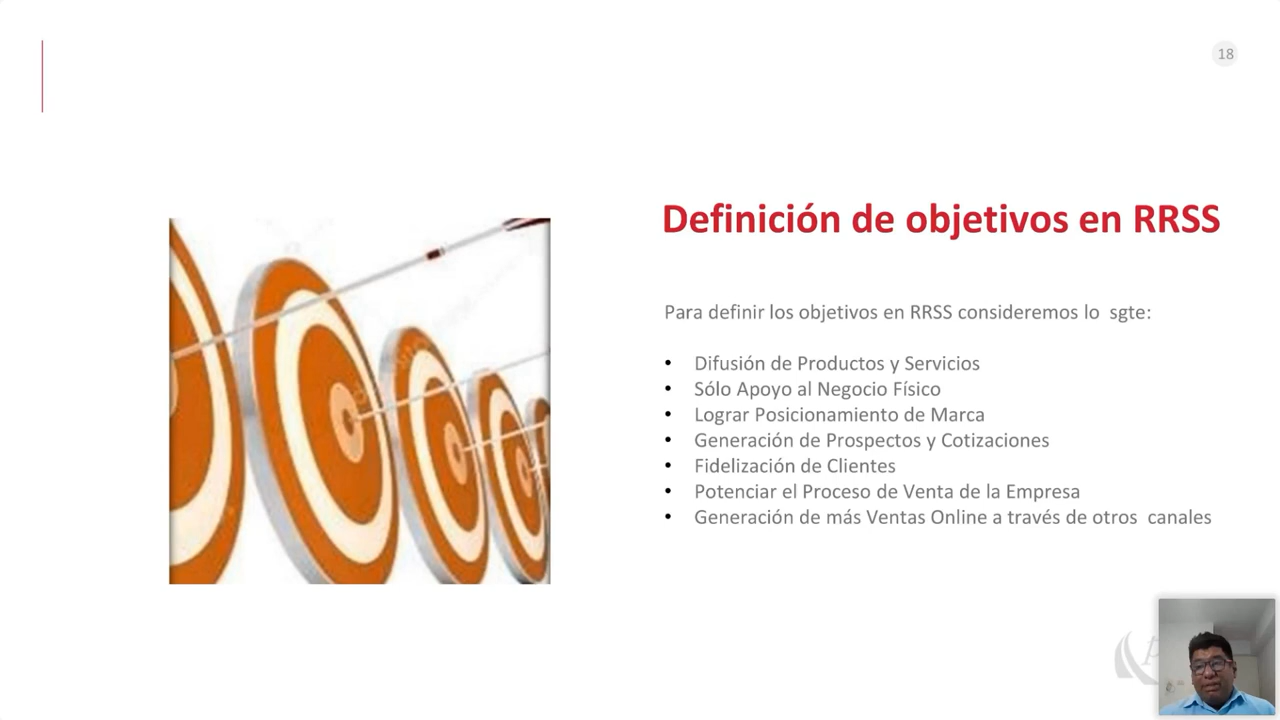 18
Definición de objetivos en RRSS
Para definir los objetivos en RRSS consideremos lo sgte:
• Difusión de Productos y Servicios
• Sólo Apoyo al Negocio Físico
• Lograr Posicionamiento de Marca
• Generación de Prospectos y Cotizaciones
• Fidelización de Clientes
• Potenciar el Proceso de Venta de la Empresa
• Generación de más Ventas Online a través de otros canales